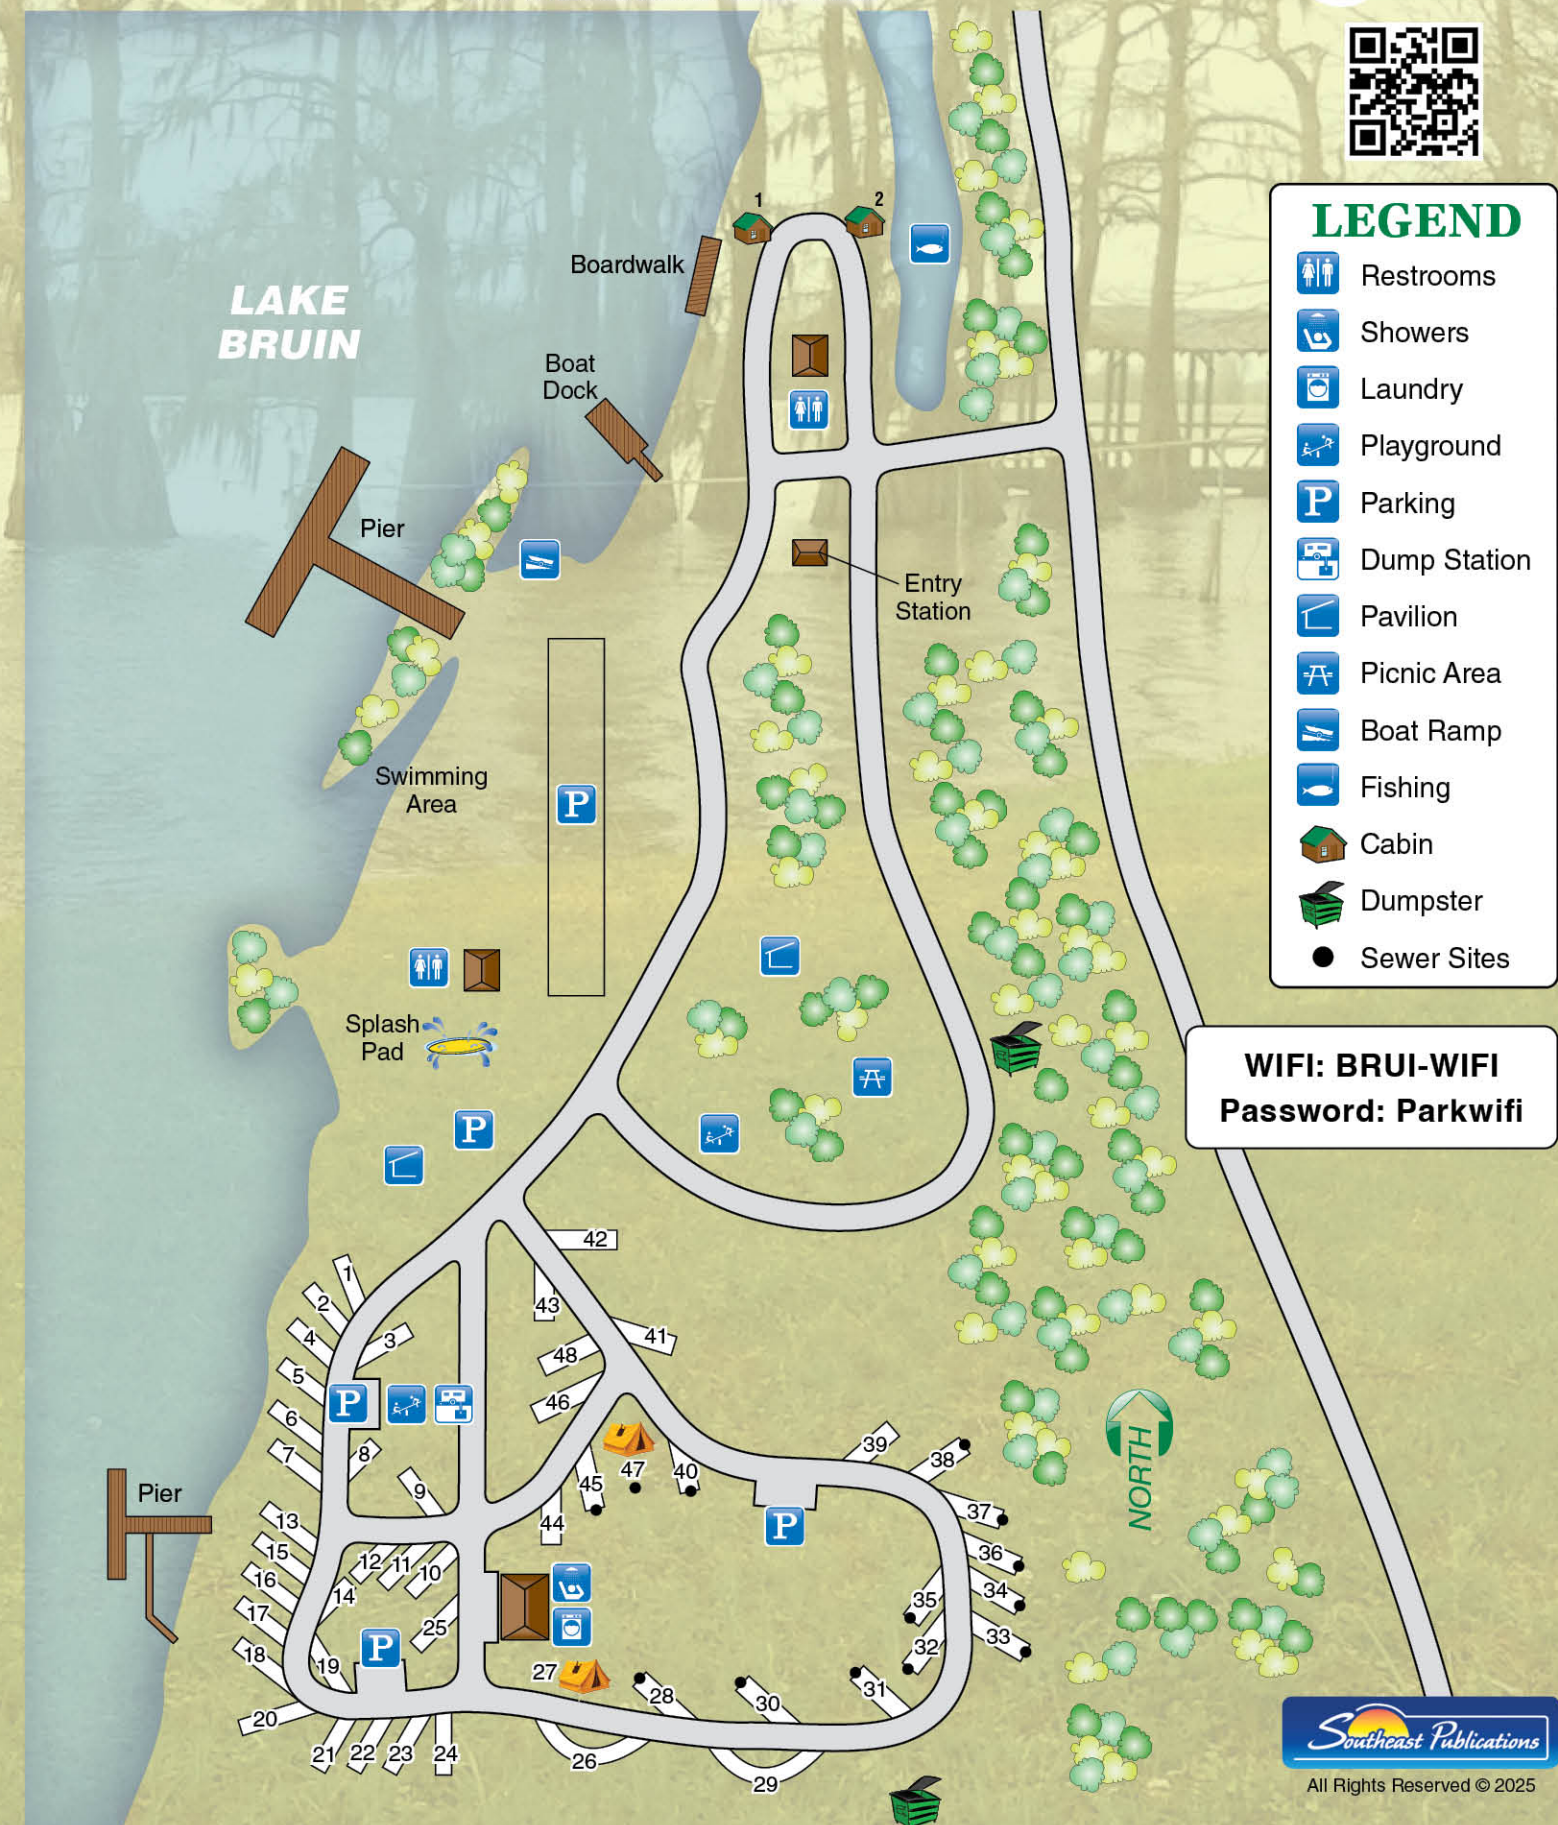 LEGEND
Restrooms
Showers
Laundry
Playground
P
Parking
Dump Station
Pavilion
Picnic Area
Boat Ramp
Fishing
Cabin
Dumpster
Sewer Sites
WIFI: BRUI-WIFI
Password: Parkwifi
1
2
Boardwalk
LAKE
BRUIN
Boat
Dock
Pier
Entry
Station
Swimming
Area
P
Splash
Pad
P
42
1
2
43
4
3
41
5
48
P
46
6
7
8
39
38
40
47
45
9
Pier
NORTH
37
13
44
P
15
12
11
10
36
16
14
34
35
17
25
33
32
18
P
19
27
28
30
31
20
21
22
23
24
26
29
Southeast Publications
All Rights Reserved © 2025